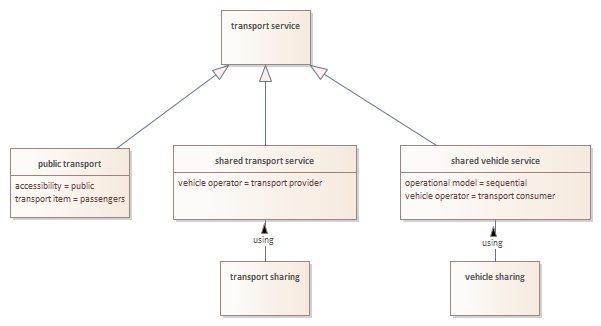 transport service
public transport
accessibility = public
transport item = passengers
shared transport service
vehicle operator = transport provider
shared vehicle service
operational model = sequential
vehicle operator = transport consumer
using
using
transport sharing
vehicle sharing